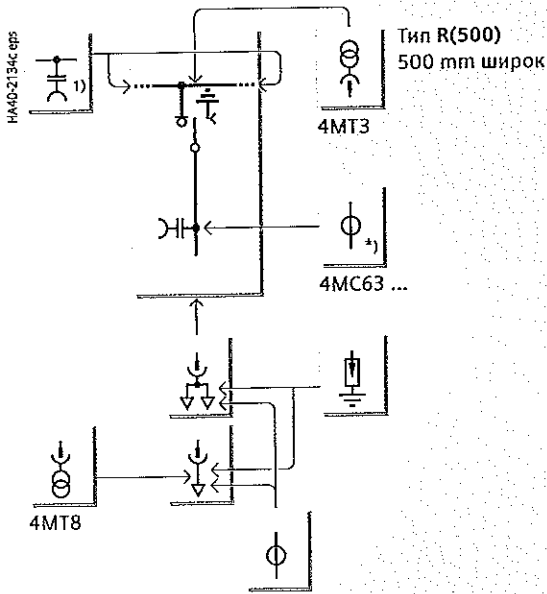 HA40-2134c eps
1)
Тип R(500)
500 mm широк
4MT3
*)
4MC63 ...
4MT8